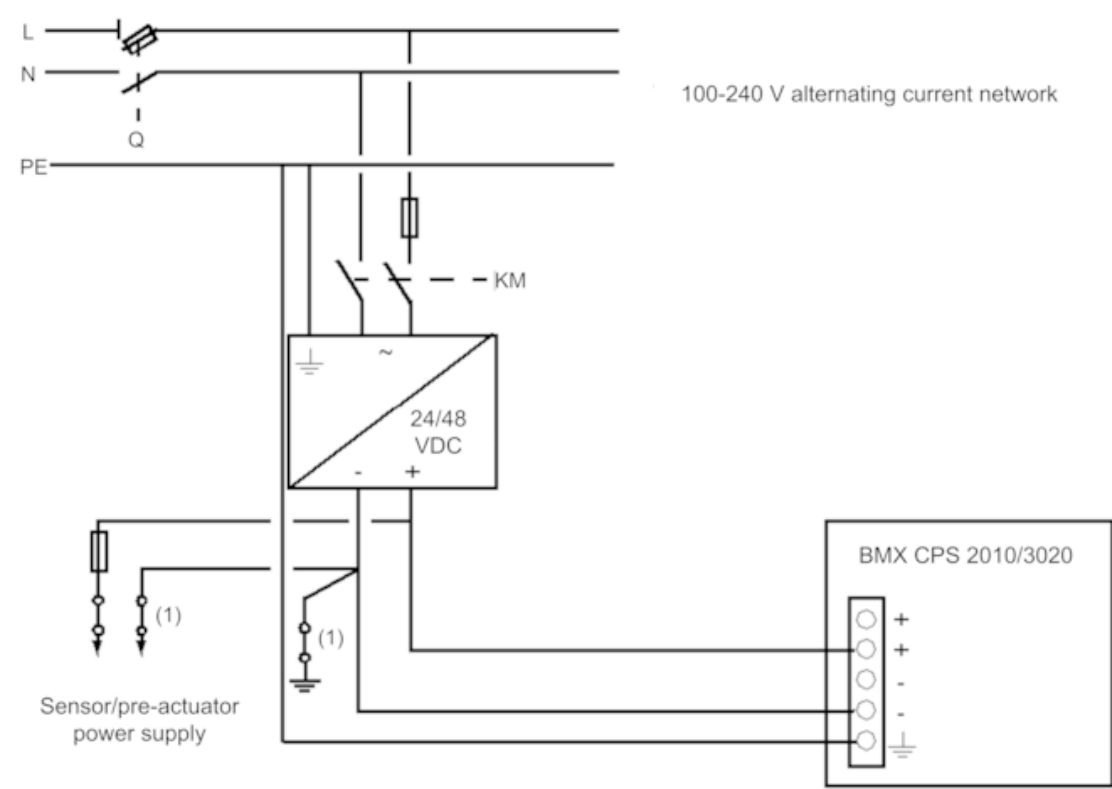 L
N
100-240 V alternating current network
Q
PE
KM
~
24/48
VDC
- +
BMX CPS 2010/3020
(1)
+
(1)
+
-
Sensor/pre-actuator
-
power supply